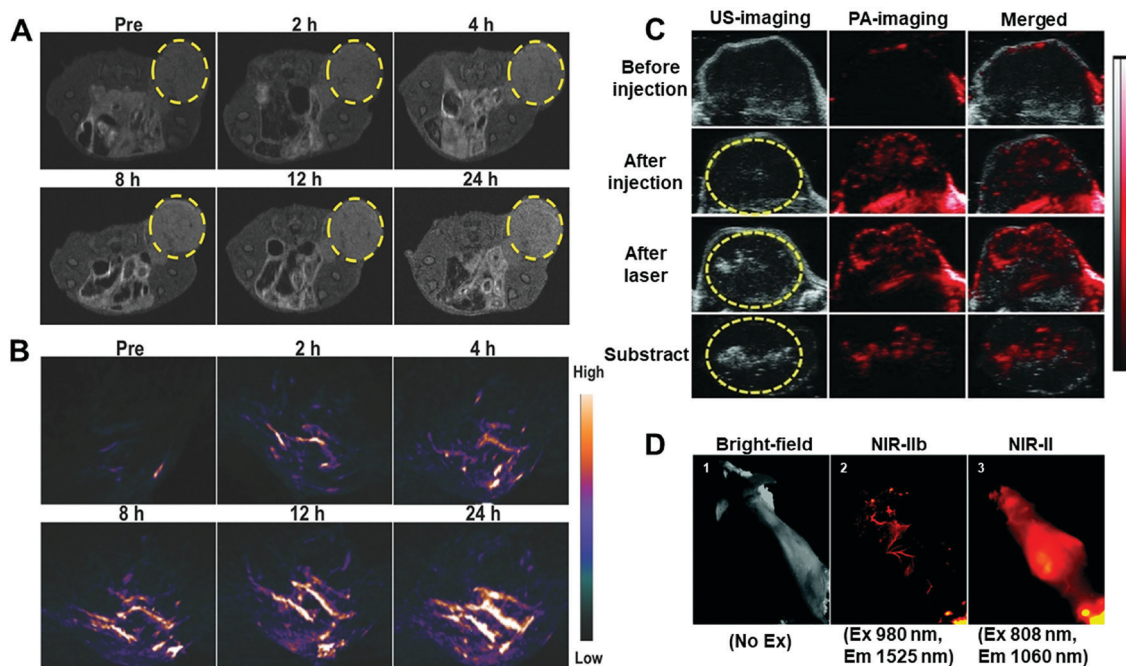 A
Pre
2 h
4 h
8 h
12 h
24 h
B
Pre
2 h
4 h
8 h
12 h
24 h
High
Low
C
US-imaging
PA-imaging
Merged
Before
injection
After
injection
After
laser
Substract
D
Bright-field
NIR-IIb
NIR-II
1
2
3
(No Ex)
(Ex 980 nm,
Em 1525 nm)
(Ex 808 nm,
Em 1060 nm)